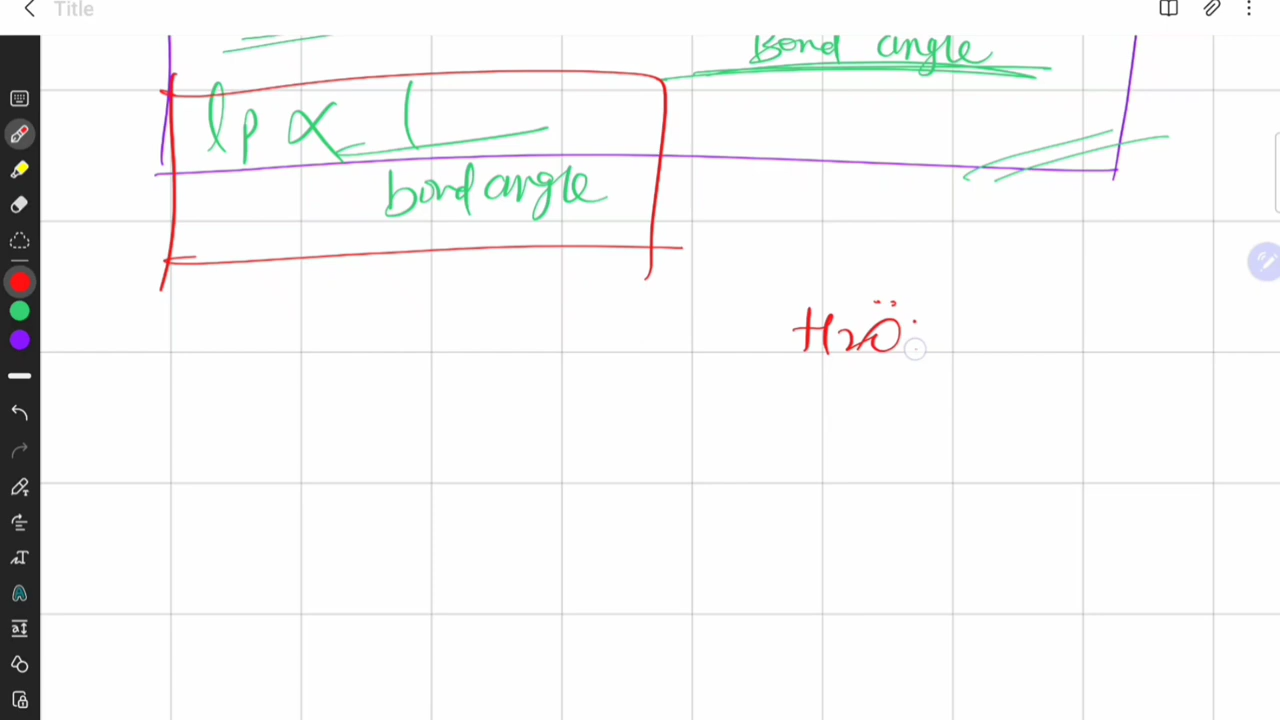 Title
Bond angle
lp ∝ 1
bond angle
H2O